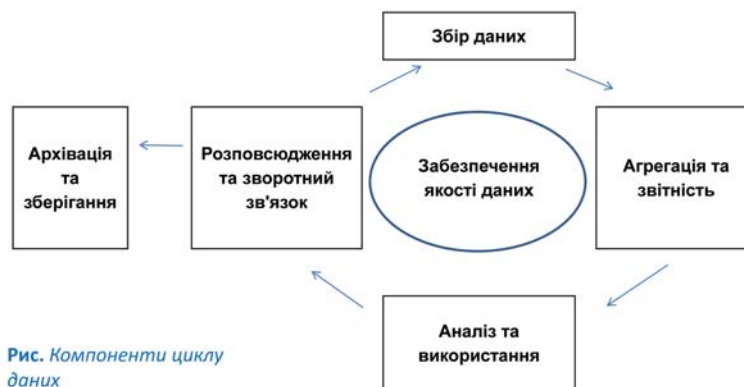 Збір даних
Архівація
та
зберігання
Розповсюдження
та зворотний
зв'язок
Забезпечення
якості даних
Агрегація та
звітність
Аналіз та
використання
Рис. Компоненти циклу
даних